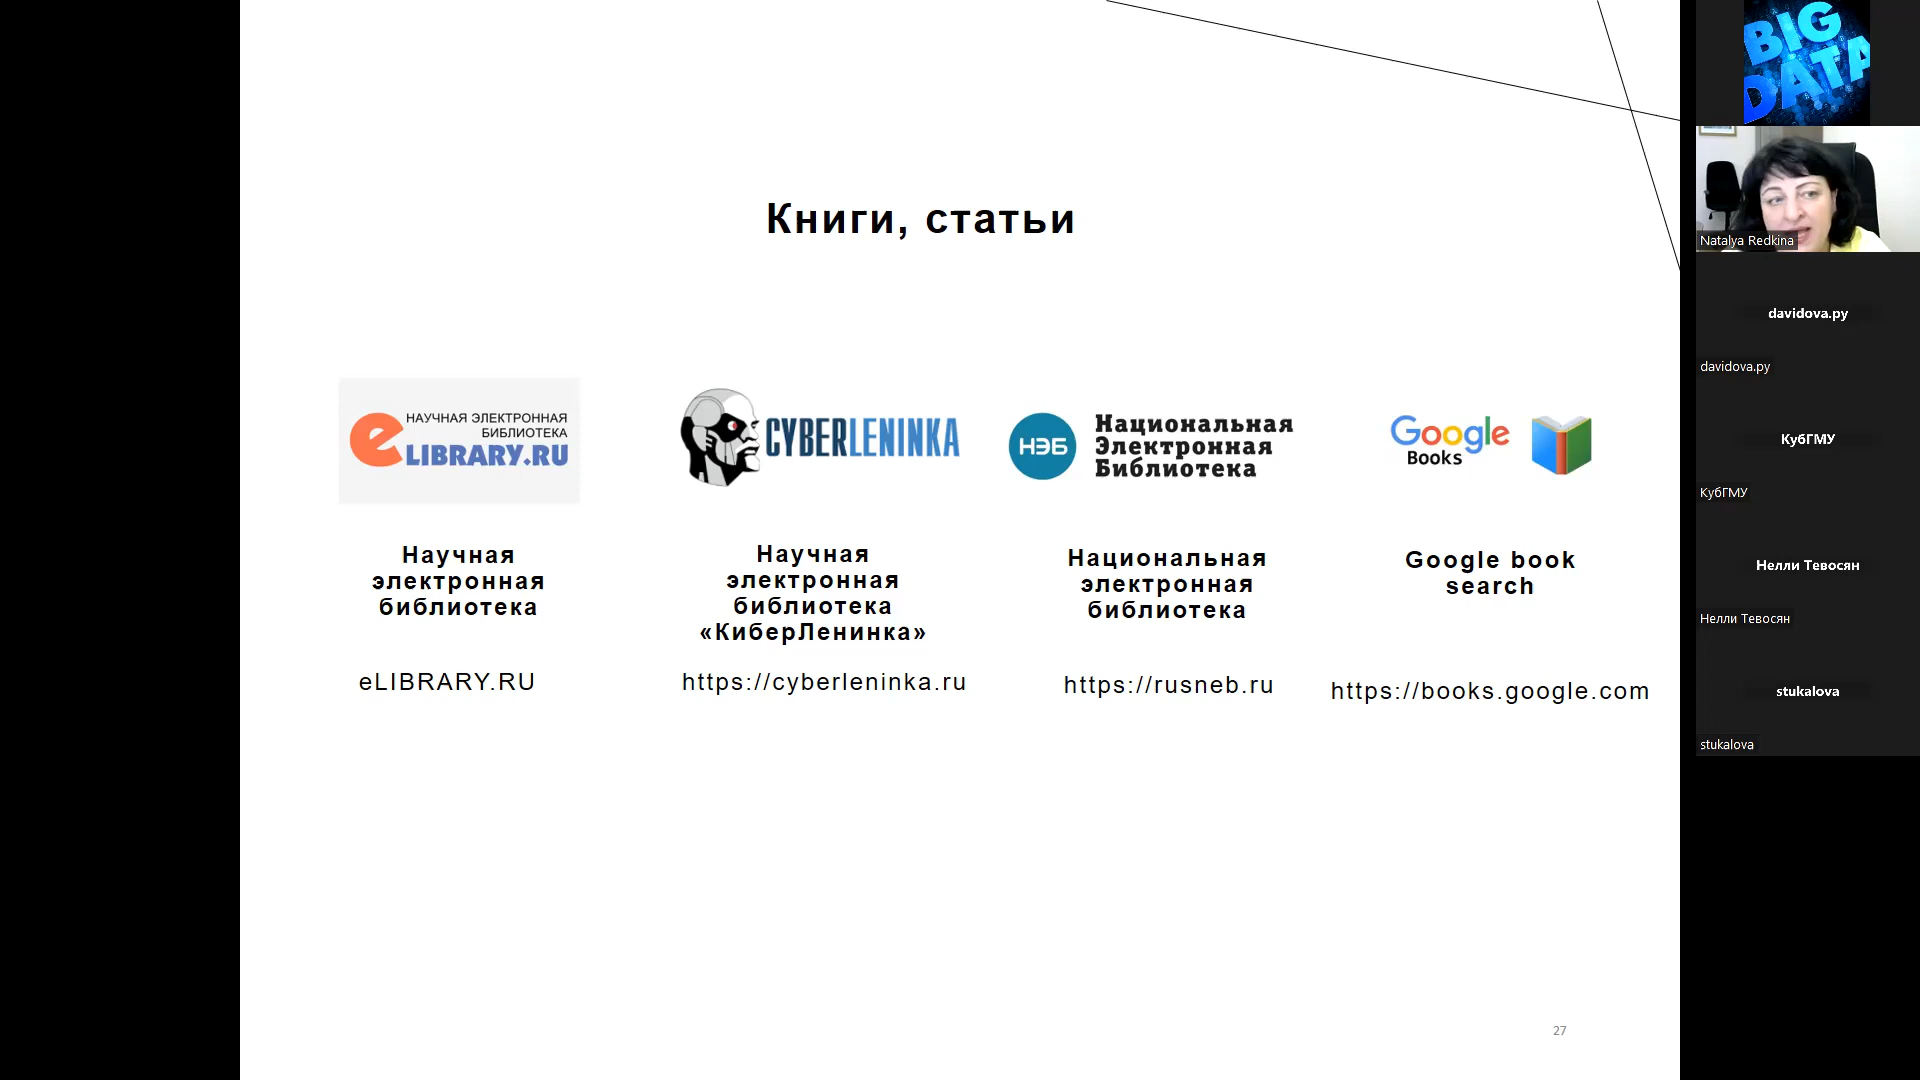 Книги, статьи
НАУЧНАЯ ЭЛЕКТРОННАЯ
БИБЛИОТЕКА
eLIBRARY.RU
CYBERLENINKA
НЭБ
Национальная
Электронная
Библиотека
Google
Books
Научная
электронная
библиотека
eLIBRARY.RU
Научная
электронная
библиотека
«КиберЛенинка»
https://cyberleninka.ru
Национальная
электронная
библиотека
https://rusneb.ru
Google book
search
https://books.google.com
27
BIG
DATA
Natalya Redkina
davidova.py
davidova.py
КубГМУ
КубГМУ
Нелли Тевосян
Нелли Тевосян
stukalova
stukalova